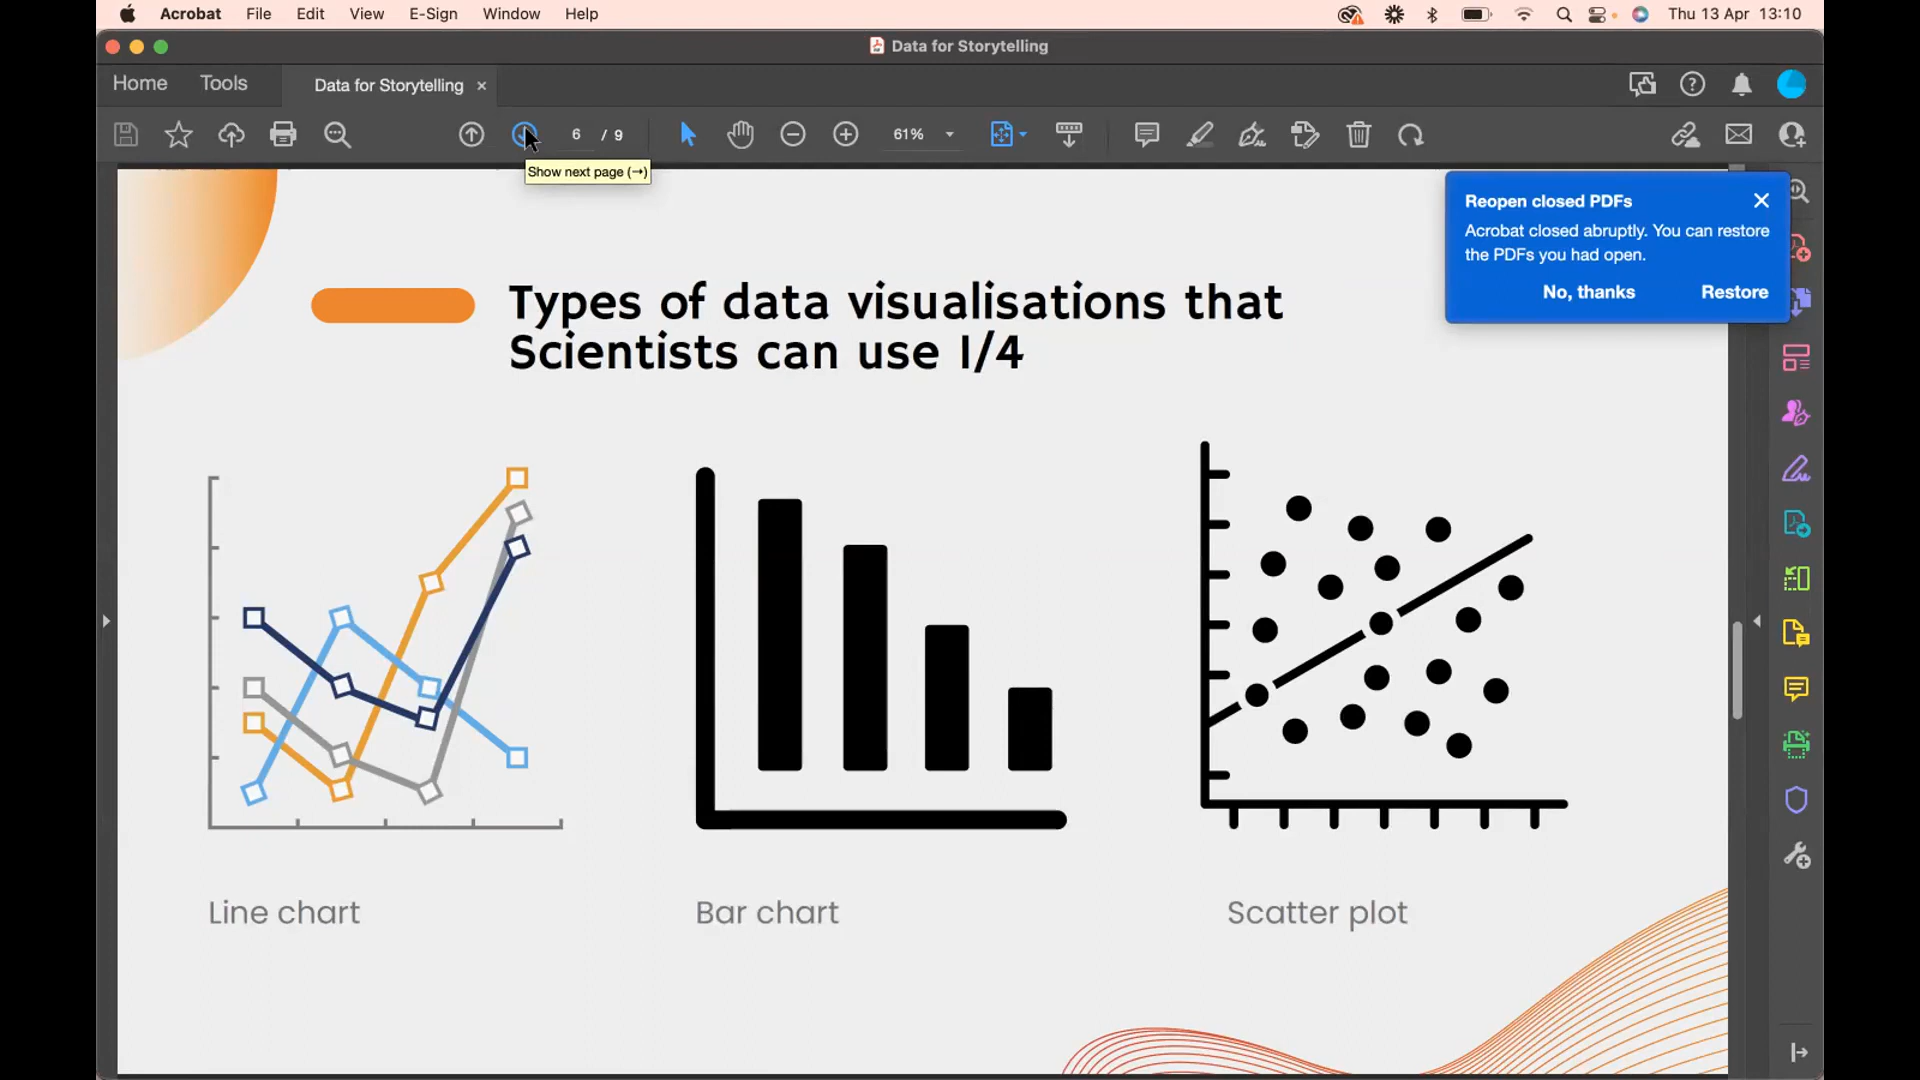 Acrobat File Edit View E-Sign Window Help Thu 13 Apr 13:10
Data for Storytelling
Home Tools Data for Storytelling ×
6 / 9 61%
Show next page (→)
Reopen closed PDFs
Acrobat closed abruptly. You can restore
the PDFs you had open.
No, thanks Restore
Types of data visualisations that
Scientists can use 1/4
Line chart Bar chart Scatter plot